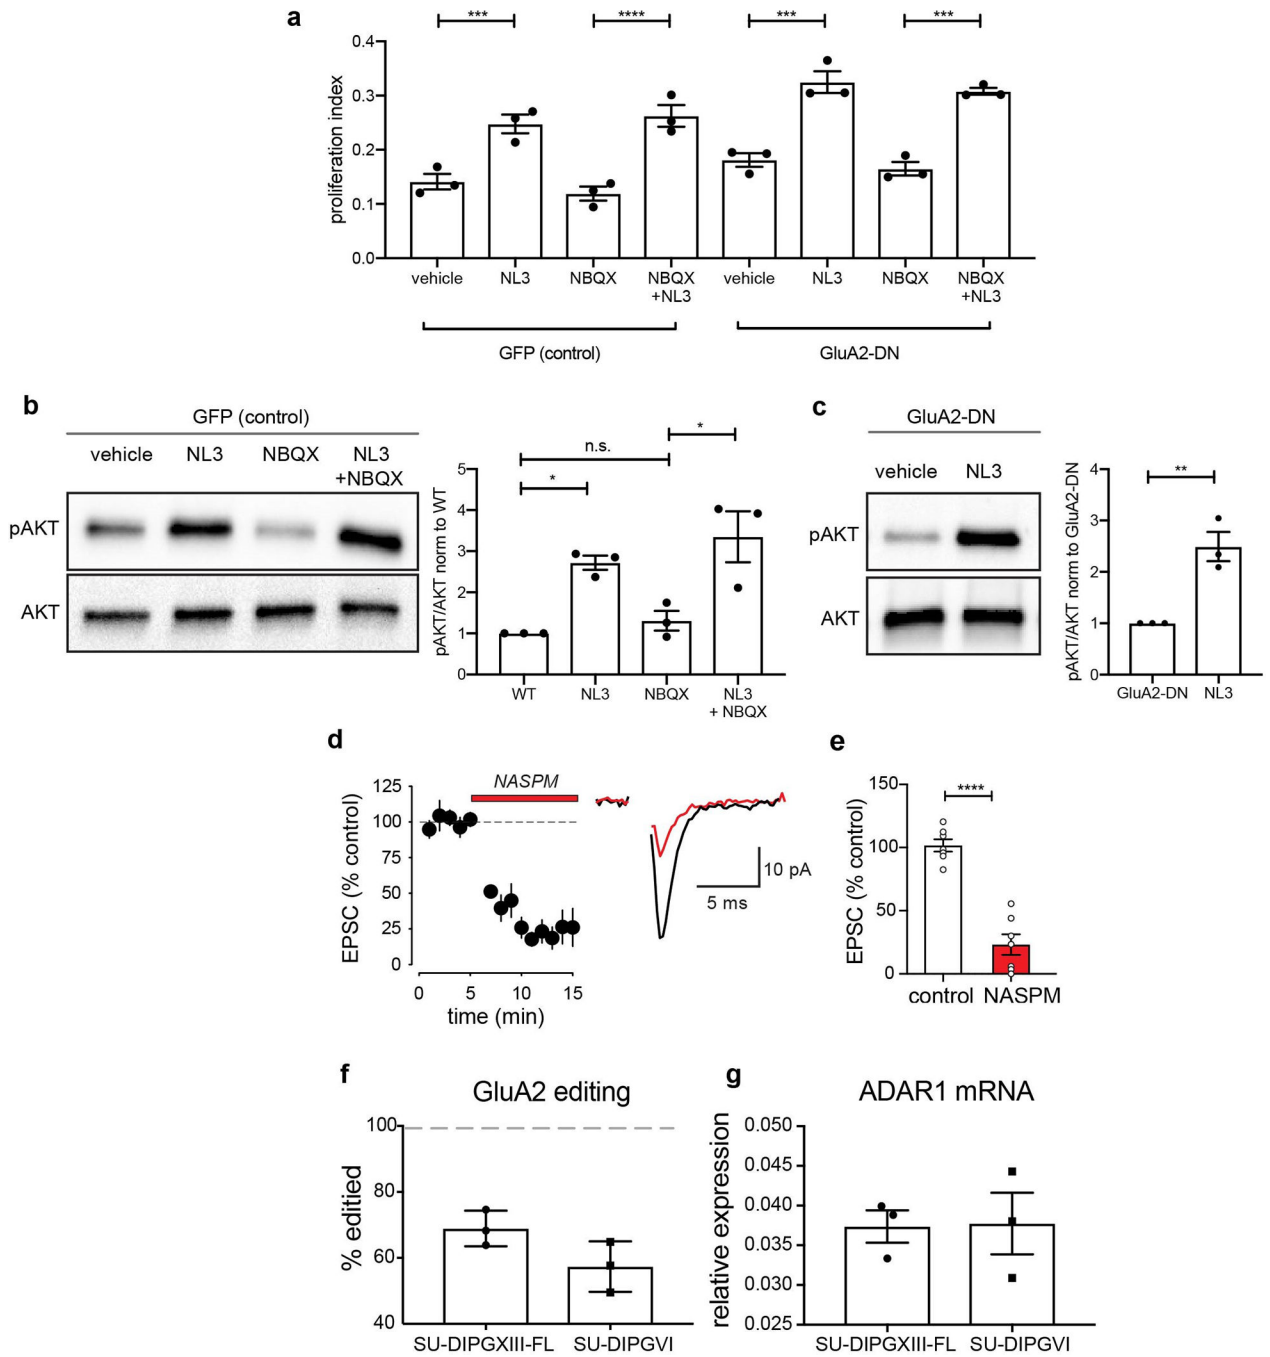 a
*** **** *** ***
proliferation index
0.4
0.3
0.2
0.1
0.0
vehicle NL3 NBQX NBQX vehicle NL3 NBQX NBQX
+NL3 +NL3
GFP (control) GluA2-DN
b
GFP (control)
vehicle NL3 NBQX NL3
+NBQX
pAKT
AKT
pAKT/AKT norm to WT
5
4
3
2
1
0
*
n.s.
*
WT NL3 NBQX NL3
+ NBQX
c
GluA2-DN
vehicle NL3
pAKT
AKT
pAKT/AKT norm to GluA2-DN
4
3
2
1
0
**
GluA2-DN NL3
d
EPSC (% control)
125
100
75
50
25
0
NASPM
0 5 10 15
time (min)
10 pA
5 ms
e
EPSC (% control)
150
100
50
0
****
control NASPM
f
GluA2 editing
% editied
100
80
60
40
SU-DIPGXIII-FL SU-DIPGVI
g
ADAR1 mRNA
relative expression
0.050
0.045
0.040
0.035
0.030
0.025
SU-DIPGXIII-FL SU-DIPGVI